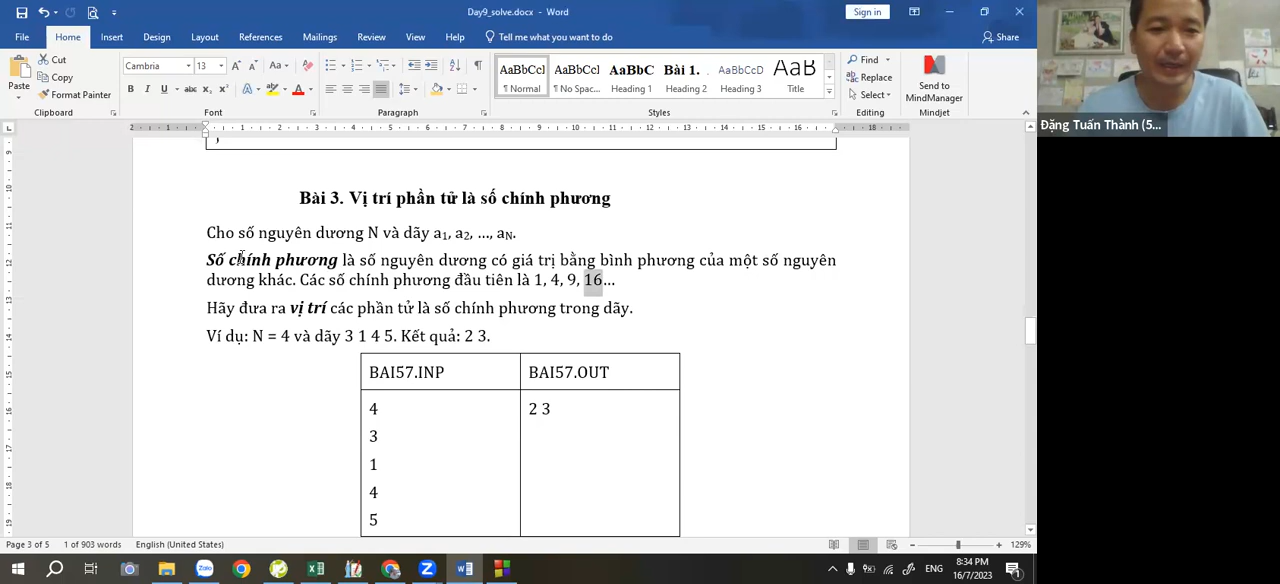 Day9_solve.docx - Word
Sign in
File Home Insert Design Layout References Mailings Review View Help Tell me what you want to do Share
Paste Cut Copy Format Painter
Clipboard
Cambria 13
Font
Paragraph
AaBbCcI ¶ Normal
AaBbCcI ¶ No Spac...
AaBbC Heading 1
Bài 1. Heading 2
AaBbCcD Heading 3
AaB Title
Styles
Find Replace Select
Editing
Send to MindManager
Mindjet
Đặng Tuấn Thành (5...
Bài 3. Vị trí phần tử là số chính phương
Cho số nguyên dương N và dãy a1, a2, ..., aN.
Số chính phương là số nguyên dương có giá trị bằng bình phương của một số nguyên
dương khác. Các số chính phương đầu tiên là 1, 4, 9, 16...
Hãy đưa ra vị trí các phần tử là số chính phương trong dãy.
Ví dụ: N = 4 và dãy 3 1 4 5. Kết quả: 2 3.
BAI57.INP BAI57.OUT
4 2 3
3
1
4
5
Page 3 of 5 1 of 903 words English (United States) 129%
Zalo
ENG 8:34 PM
16/7/2023